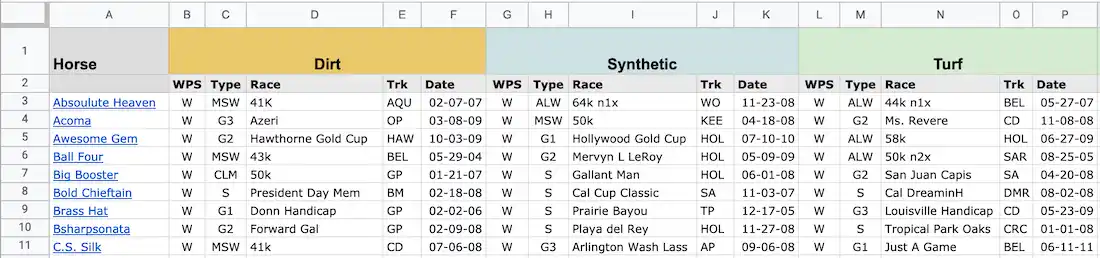 A B C D E F G H I J K L M N O P
1 Horse Dirt Synthetic Turf
2 WPS Type Race Trk Date WPS Type Race Trk Date WPS Type Race Trk Date
3 Absoulute Heaven W MSW 41K AQU 02-07-07 W ALW 64k n1x WO 11-23-08 W ALW 44k n1x BEL 05-27-07
4 Acoma W G3 Azeri OP 03-08-09 W MSW 50k KEE 04-18-08 W G2 Ms. Revere CD 11-08-08
5 Awesome Gem W G2 Hawthorne Gold Cup HAW 10-03-09 W G1 Hollywood Gold Cup HOL 07-10-10 W ALW 58k HOL 06-27-09
6 Ball Four W MSW 43k BEL 05-29-04 W G2 Mervyn L LeRoy HOL 05-09-09 W ALW 50k n2x SAR 08-25-05
7 Big Booster W CLM 50k GP 01-21-07 W S Gallant Man HOL 06-01-08 W G2 San Juan Capis SA 04-20-08
8 Bold Chieftain W S President Day Mem BM 02-18-08 W S Cal Cup Classic SA 11-03-07 W S Cal DreaminH DMR 08-02-08
9 Brass Hat W G1 Donn Handicap GP 02-02-06 W S Prairie Bayou TP 12-17-05 W G3 Louisville Handicap CD 05-23-09
10 Bsharpsonata W G2 Forward Gal GP 02-09-08 W S Playa del Rey HOL 11-27-08 W S Tropical Park Oaks CRC 01-01-08
11 C.S. Silk W MSW 41k CD 07-06-08 W G3 Arlington Wash Lass AP 09-06-08 W G1 Just A Game BEL 06-11-11